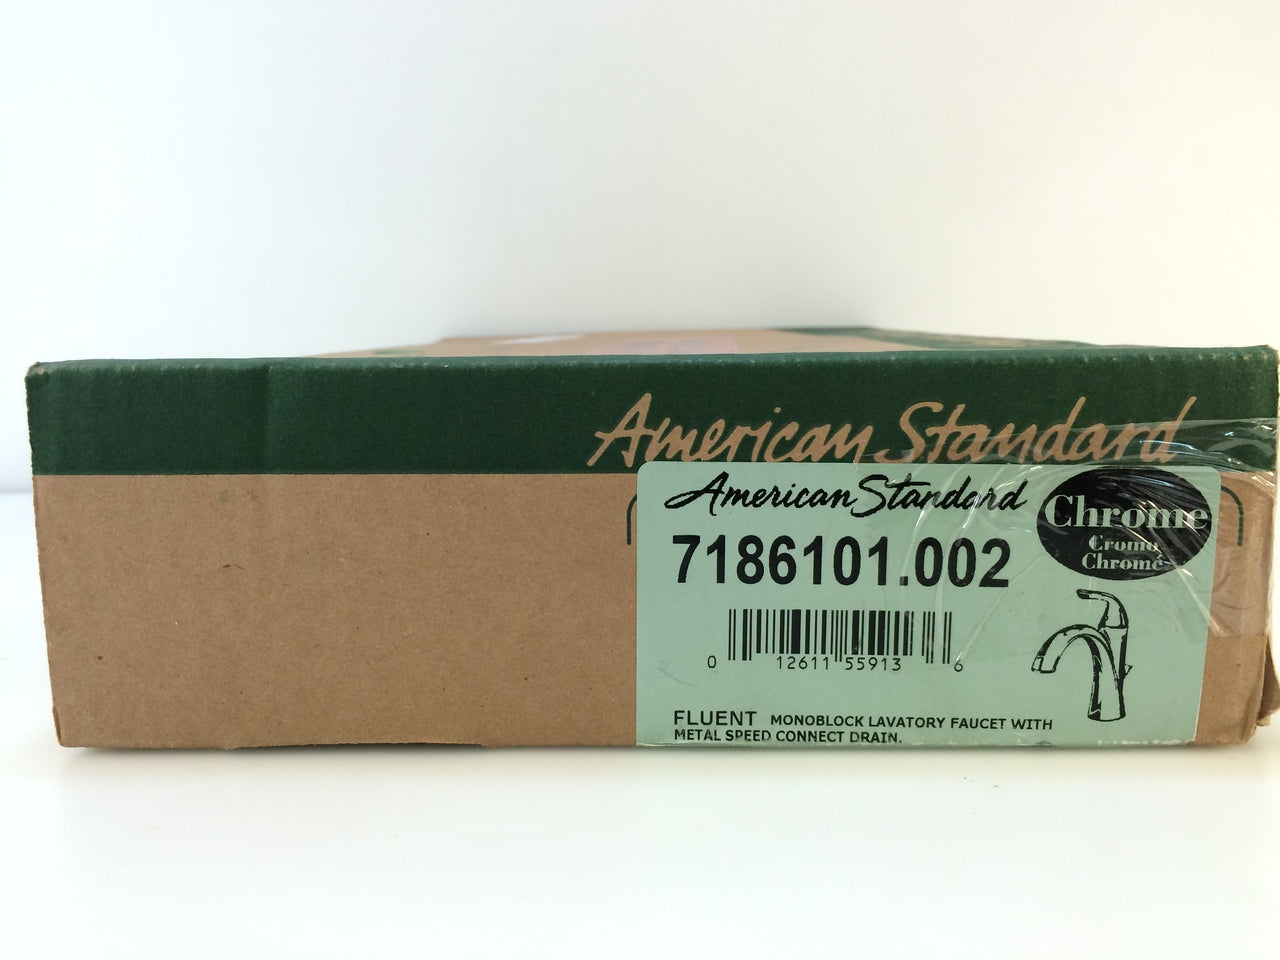 American Standard
American Standard
Chrome
Cromo
Chromé
7186101.002
0 12611 55913 6
FLUENT MONOBLOCK LAVATORY FAUCET WITH
METAL SPEED CONNECT DRAIN.